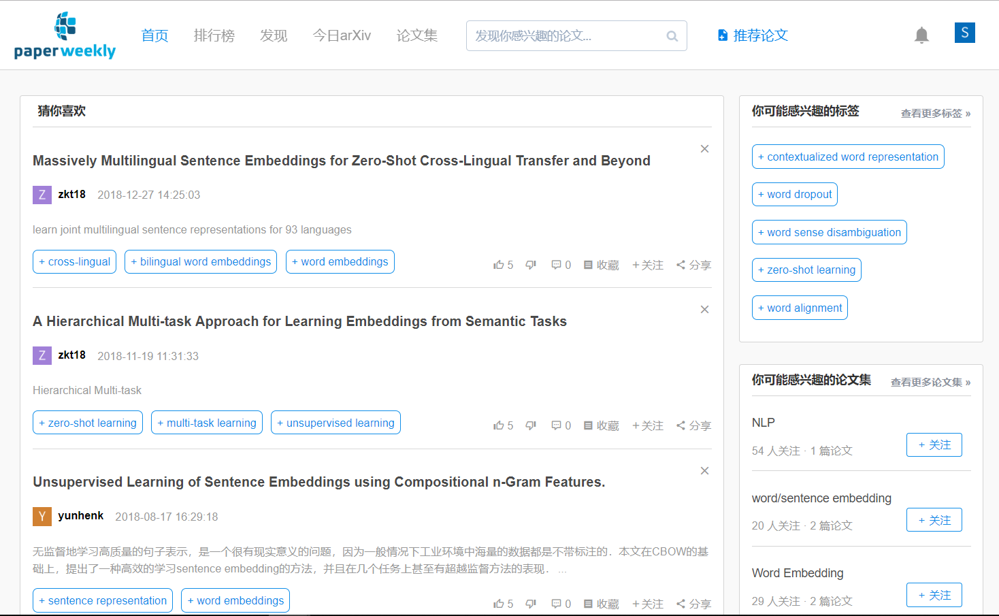 paperweekly
首页 排行榜 发现 今日arXiv 论文集 发现你感兴趣的论文... 推荐论文 S
猜你喜欢
Massively Multilingual Sentence Embeddings for Zero-Shot Cross-Lingual Transfer and Beyond
Z zkt18 2018-12-27 14:25:03
learn joint multilingual sentence representations for 93 languages
+ cross-lingual + bilingual word embeddings + word embeddings 5 0 收藏 +关注 分享
A Hierarchical Multi-task Approach for Learning Embeddings from Semantic Tasks
Z zkt18 2018-11-19 11:31:33
Hierarchical Multi-task
+ zero-shot learning + multi-task learning + unsupervised learning 5 0 收藏 +关注 分享
Unsupervised Learning of Sentence Embeddings using Compositional n-Gram Features.
Y yunhenk 2018-08-17 16:29:18
无监督地学习高质量的句子表示，是一个很有现实意义的问题，因为一般情况下工业环境中海量的数据都是不带标注的．本文在CBOW的基
础上，提出了一种高效的学习sentence embedding的方法，并且在几个任务上甚至有超越监督方法的表现． ...
+ sentence representation + word embeddings 5 0 收藏 +关注 分享
你可能感兴趣的标签 查看更多标签 »
+ contextualized word representation
+ word dropout
+ word sense disambiguation
+ zero-shot learning
+ word alignment
你可能感兴趣的论文集 查看更多论文集 »
NLP
54 人关注 · 1 篇论文 + 关注
word/sentence embedding
20 人关注 · 2 篇论文 + 关注
Word Embedding
29 人关注 · 2 篇论文 + 关注